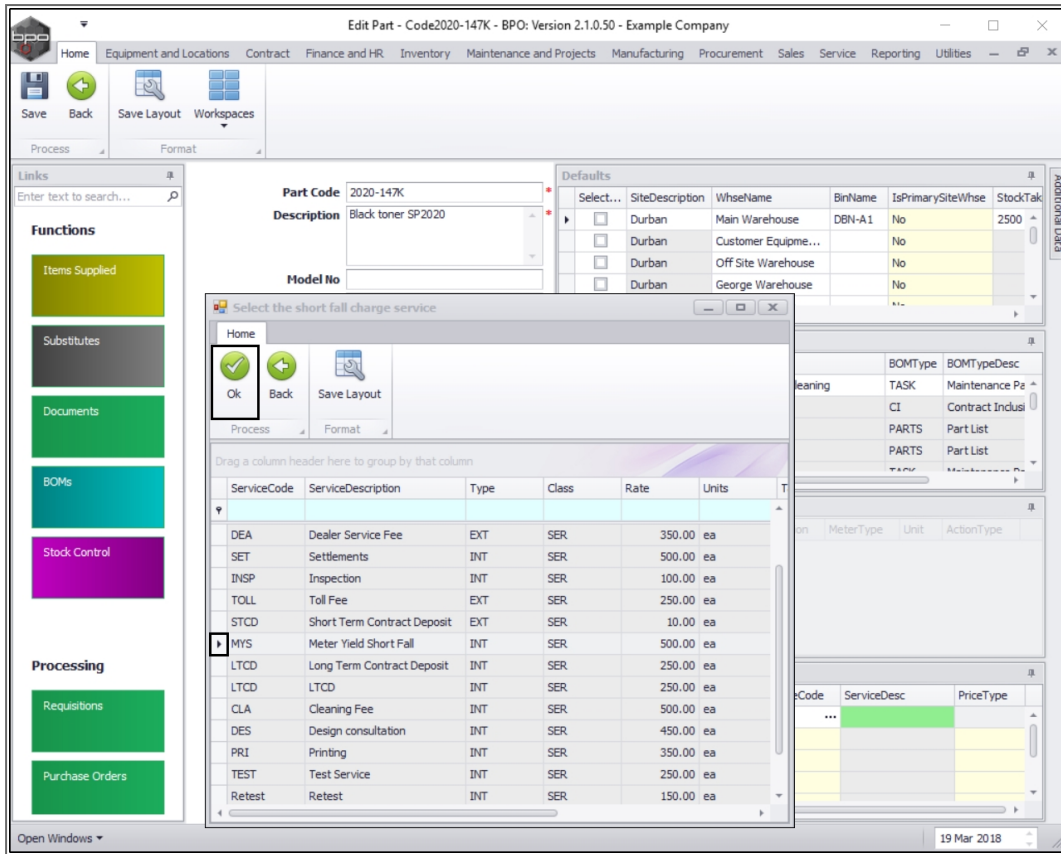 Edit Part - Code2020-147K - BPO: Version 2.1.0.50 - Example Company
bpo
Home Equipment and Locations Contract Finance and HR Inventory Maintenance and Projects Manufacturing Procurement Sales Service Reporting Utilities
Save Back Save Layout Workspaces
Process Format
Links
Enter text to search...
Functions
Items Supplied
Substitutes
Documents
BOMs
Stock Control
Processing
Requisitions
Purchase Orders
Part Code 2020-147K *
Description Black toner SP2020 *
Model No
Defaults
Select... SiteDescription WhseName BinName IsPrimarySiteWhse StockTak
Durban Main Warehouse DBN-A1 No 2500
Durban Customer Equipme... No
Durban Off Site Warehouse No
Durban George Warehouse No
Additional Data
BOMType BOMTypeDesc
leaning TASK Maintenance Pa
CI Contract Inclusi
PARTS Part List
PARTS Part List
on MeterType Unit ActionType
eCode ServiceDesc PriceType
...
Select the short fall charge service
Home
Ok Back Save Layout
Process Format
Drag a column header here to group by that column
ServiceCode ServiceDescription Type Class Rate Units T
DEA Dealer Service Fee EXT SER 350.00 ea
SET Settlements INT SER 500.00 ea
INSP Inspection INT SER 100.00 ea
TOLL Toll Fee EXT SER 250.00 ea
STCD Short Term Contract Deposit EXT SER 10.00 ea
MYS Meter Yield Short Fall INT SER 500.00 ea
LTCD Long Term Contract Deposit INT SER 250.00 ea
LTCD LTCD INT SER 250.00 ea
CLA Cleaning Fee INT SER 500.00 ea
DES Design consultation INT SER 450.00 ea
PRI Printing INT SER 350.00 ea
TEST Test Service INT SER 250.00 ea
Retest Retest INT SER 150.00 ea
Open Windows 19 Mar 2018